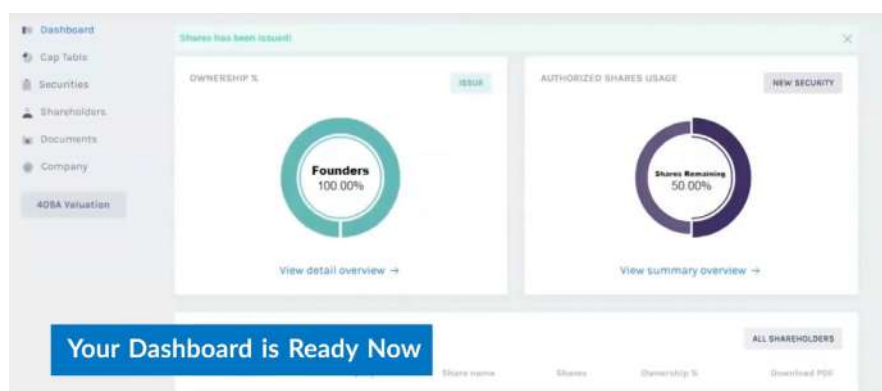 Dashboard
Shares has been issued!
Cap Table
Securities
Shareholders
Documents
Company
409A Valuation
OWNERSHIP %
ISSUE
Founders
100.00%
View detail overview →
AUTHORIZED SHARES USAGE
NEW SECURITY
Shares Remaining
50.00%
View summary overview →
Your Dashboard is Ready Now
ALL SHAREHOLDERS
Share name
Shares
Ownership %
Download PDF